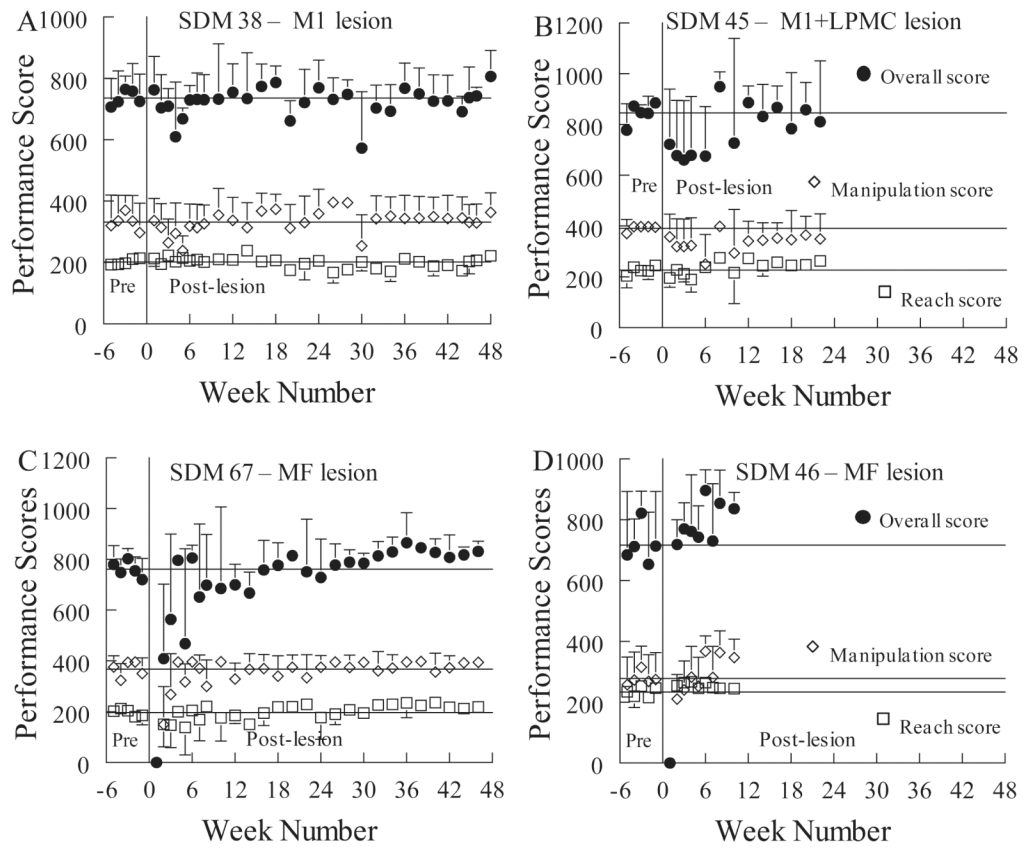 A
SDM 38 – M1 lesion
1000
800
600
400
200
0
Performance Score
Pre
Post-lesion
-6 0 6 12 18 24 30 36 42 48
Week Number
B
SDM 45 – M1+LPMC lesion
1200
1000
800
600
400
200
0
Performance Score
Overall score
Pre
Post-lesion
Manipulation score
Reach score
-6 0 6 12 18 24 30 36 42 48
Week Number
C
SDM 67 – MF lesion
1200
1000
800
600
400
200
0
Performance Scores
Pre
Post-lesion
-6 0 6 12 18 24 30 36 42 48
Week Number
D
SDM 46 – MF lesion
1000
800
600
400
200
0
Performance Scores
Overall score
Manipulation score
Reach score
Pre
Post-lesion
-6 0 6 12 18 24 30 36 42 48
Week Number